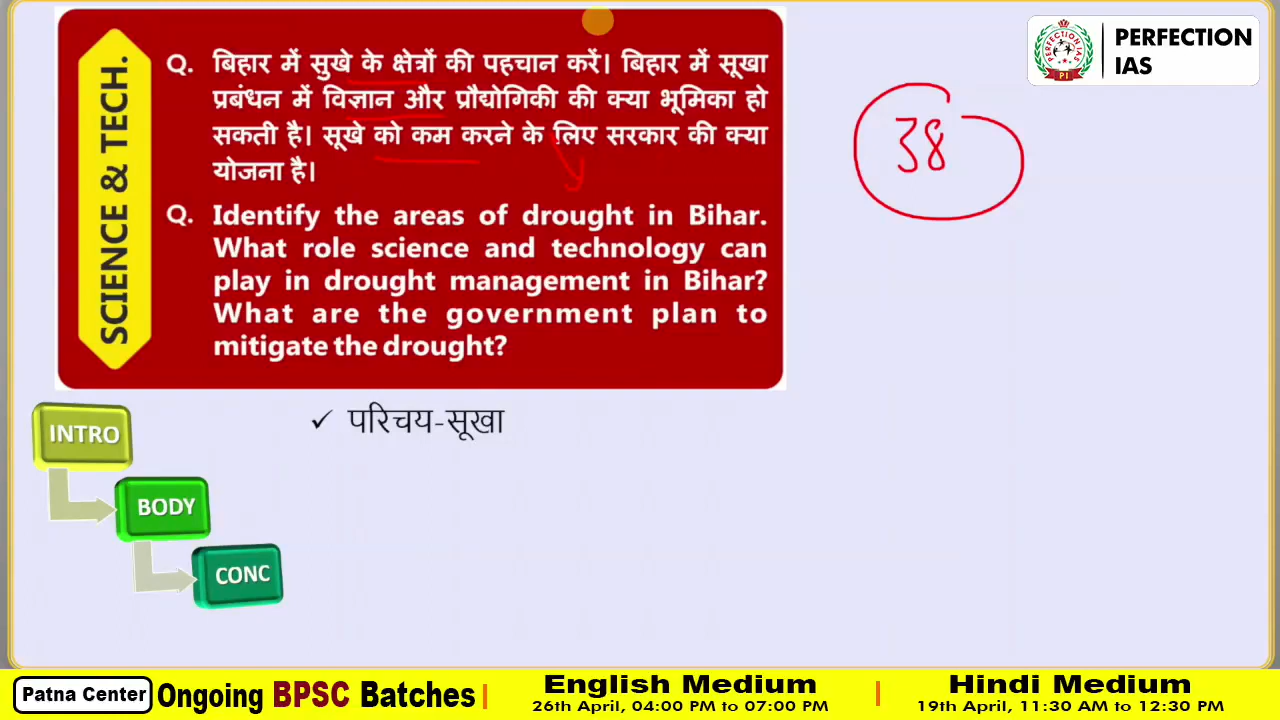 SCIENCE & TECH.
Q. बिहार में सुखे के क्षेत्रों की पहचान करें। बिहार में सूखा
प्रबंधन में विज्ञान और प्रौद्योगिकी की क्या भूमिका हो
सकती है। सूखे को कम करने के लिए सरकार की क्या
योजना है।
Q. Identify the areas of drought in Bihar.
What role science and technology can
play in drought management in Bihar?
What are the government plan to
mitigate the drought?
PERFECTION
IAS
PERFECTION IAS
PI
38
✓ परिचय-सूखा
INTRO
BODY
CONC
Patna Center Ongoing BPSC Batches
English Medium
26th April, 04:00 PM to 07:00 PM
Hindi Medium
19th April, 11:30 AM to 12:30 PM